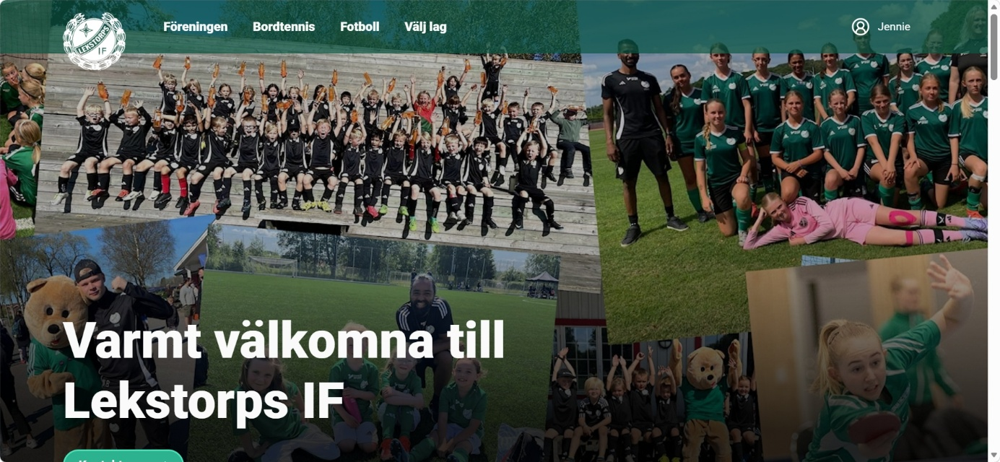 LEKSTORPS
IF
Föreningen
Bordtennis
Fotboll
Välj lag
Jennie
Varmt välkomna till
Lekstorps IF